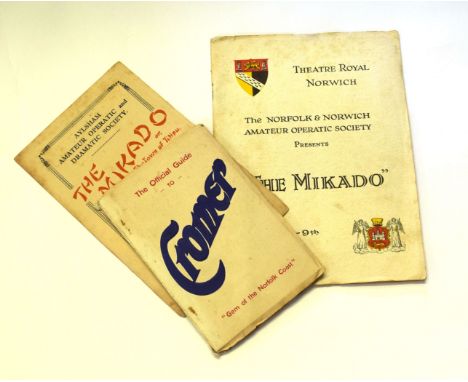 AYLSHAM
AMATEUR OPERATIC and
DRAMATIC SOCIETY.
THE
MIKADO
or
Town of Titipu.
The Official Guide
- to -
Cromer
"Gem of the Norfolk Coast"
THEATRE ROYAL
NORWICH
The NORFOLK & NORWICH
AMATEUR OPERATIC SOCIETY
PRESENTS
THE MIKADO"
-9th